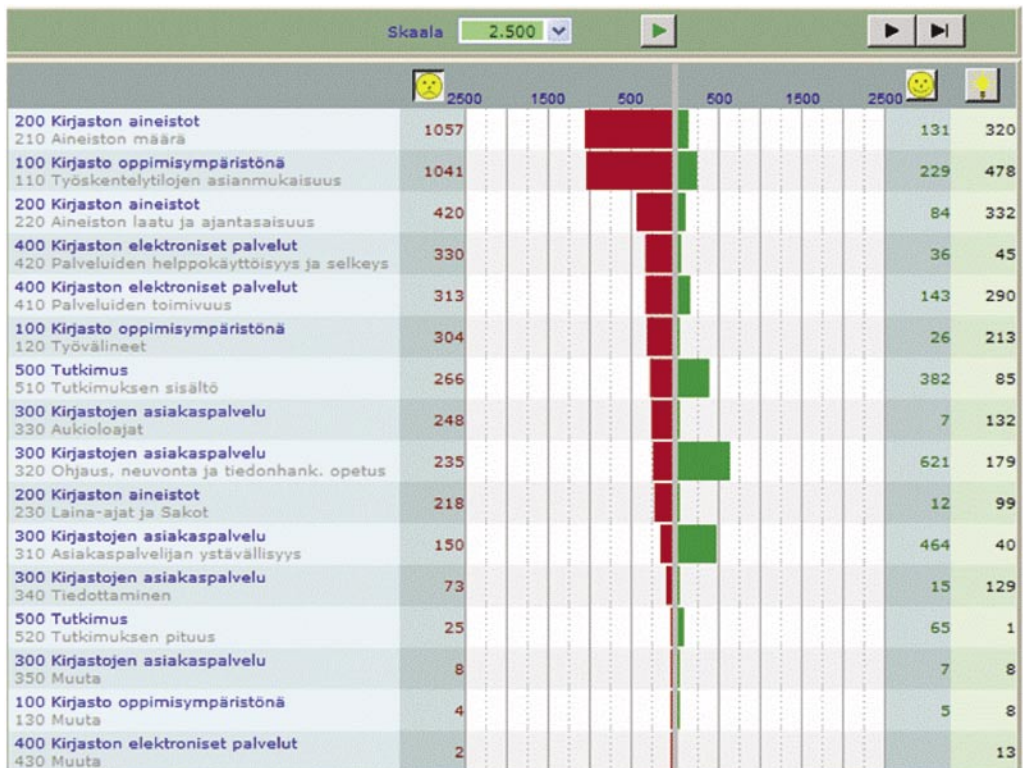 Skaala 2.500
2500 1500 500 500 1500 2500
200 Kirjaston aineistot
210 Aineiston määrä 1057 131 320
100 Kirjasto oppimisympäristönä
110 Työskentelytilojen asianmukaisuus 1041 229 478
200 Kirjaston aineistot
220 Aineiston laatu ja ajantasaisuus 420 84 332
400 Kirjaston elektroniset palvelut
420 Palveluiden helppokäyttöisyys ja selkeys 330 36 45
400 Kirjaston elektroniset palvelut
410 Palveluiden toimivuus 313 143 290
100 Kirjasto oppimisympäristönä
120 Työvälineet 304 26 213
500 Tutkimus
510 Tutkimuksen sisältö 266 382 85
300 Kirjastojen asiakaspalvelu
330 Aukioloajat 248 7 132
300 Kirjastojen asiakaspalvelu
320 Ohjaus, neuvonta ja tiedonhank. opetus 235 621 179
200 Kirjaston aineistot
230 Laina-ajat ja Sakot 218 12 99
300 Kirjastojen asiakaspalvelu
310 Asiakaspalvelijan ystävällisyys 150 464 40
300 Kirjastojen asiakaspalvelu
340 Tiedottaminen 73 15 129
500 Tutkimus
520 Tutkimuksen pituus 25 65 1
300 Kirjastojen asiakaspalvelu
350 Muuta 8 7 8
100 Kirjasto oppimisympäristönä
130 Muuta 4 5 8
400 Kirjaston elektroniset palvelut
430 Muuta 2 13